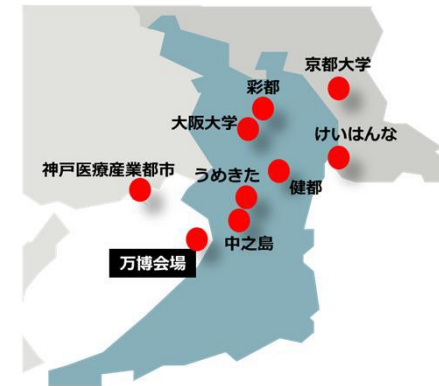 京都大学
彩都
大阪大学
けいはんな
神戸医療産業都市
うめきた
健都
中之島
万博会場